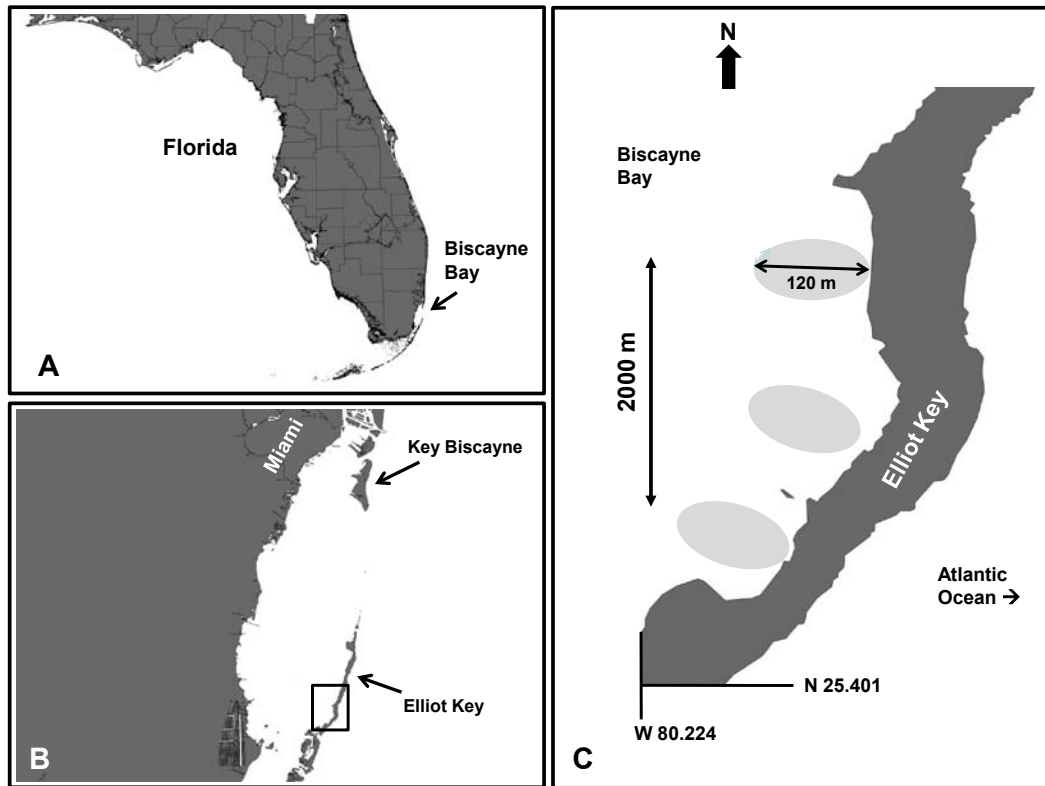 Florida
Biscayne
Bay
A
Miami
Key Biscayne
Elliot Key
B
N
Biscayne
Bay
120 m
2000 m
Elliot Key
Atlantic
Ocean →
N 25.401
W 80.224
C